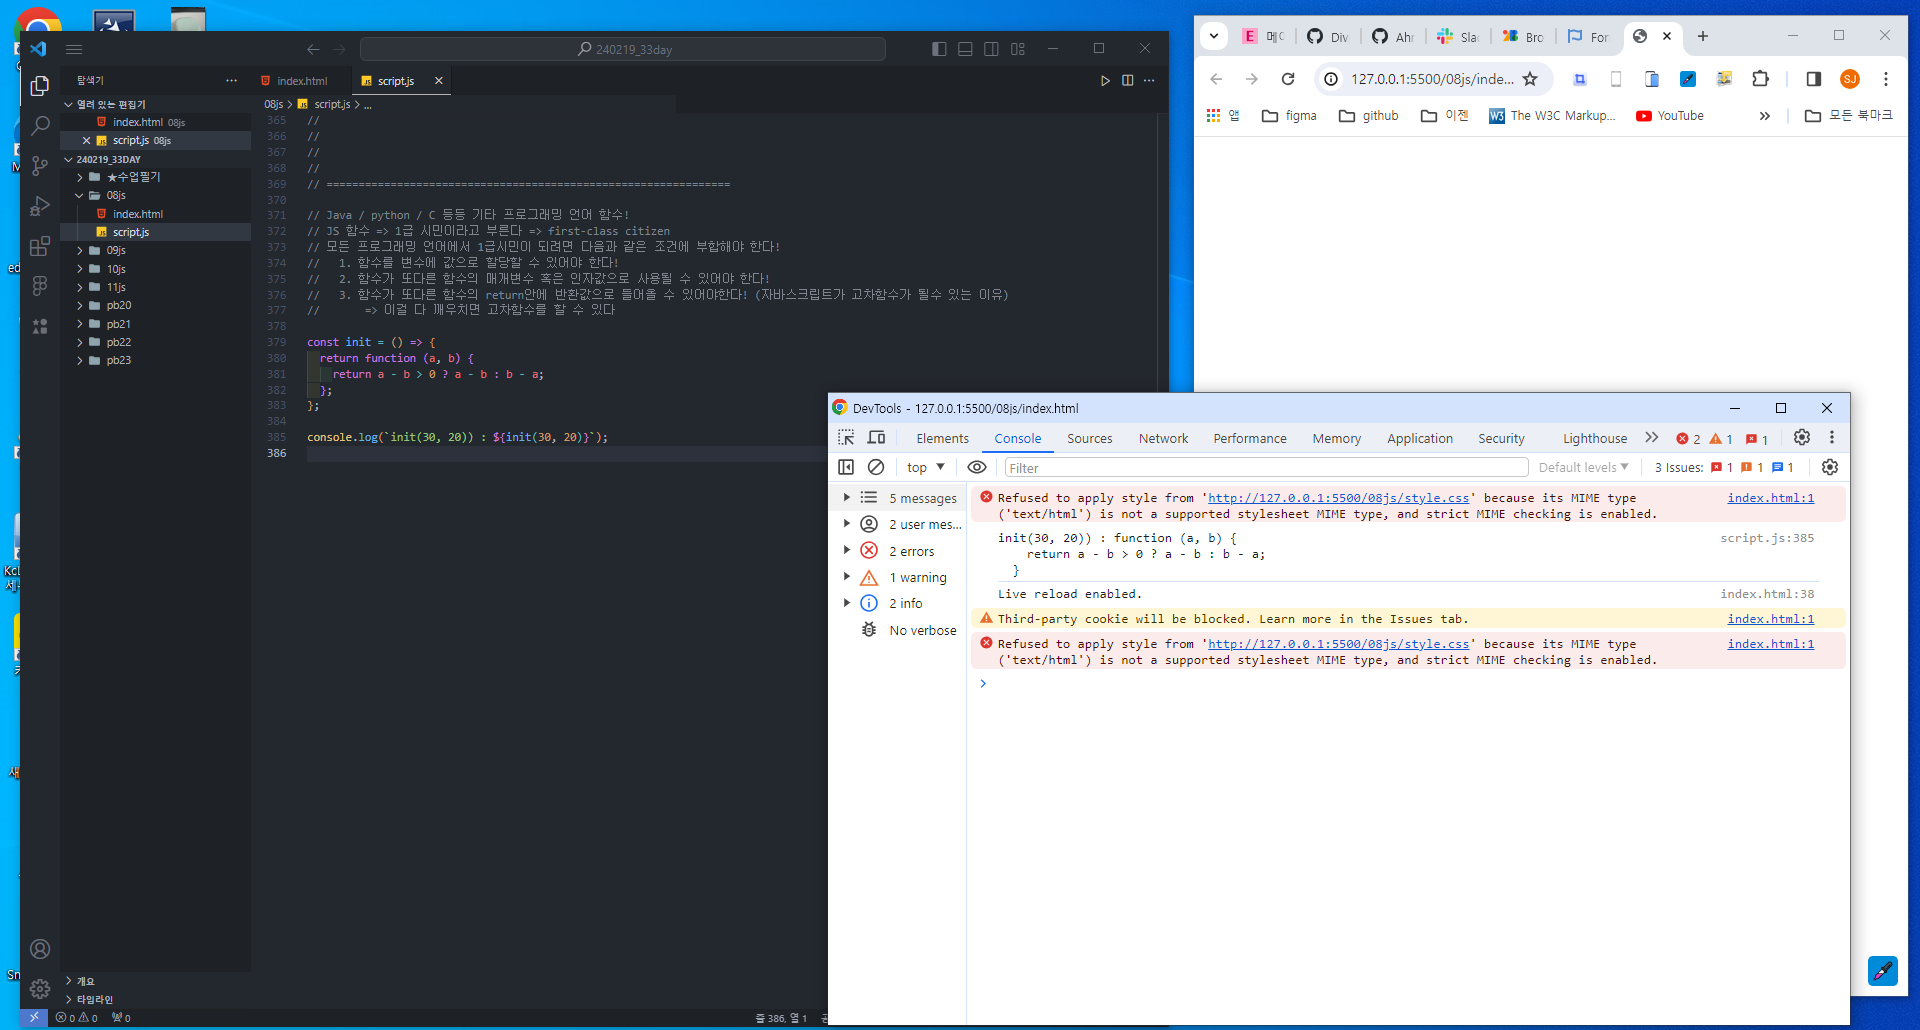 240219_33day
탐색기
index.html
script.js
열려 있는 편집기
index.html 08js
script.js 08js
240219_33DAY
★수업필기
08js
index.html
script.js
09js
10js
11js
pb20
pb21
pb22
pb23
개요
타임라인
08js > script.js > ...
365 //
366 //
367 //
368 //
369 // ===============================================================
370
371 // Java / python / C 등등 기타 프로그래밍 언어 함수!
372 // JS 함수 => 1급 시민이라고 부른다 => first-class citizen
373 // 모든 프로그래밍 언어에서 1급시민이 되려면 다음과 같은 조건에 부합해야 한다!
374 //   1. 함수를 변수에 값으로 할당할 수 있어야 한다!
375 //   2. 함수가 또다른 함수의 매개변수 혹은 인자값으로 사용될 수 있어야 한다!
376 //   3. 함수가 또다른 함수의 return안에 반환값으로 들어올 수 있어야한다! (자바스크립트가 고차함수가 될수 있는 이유)
377 //       => 이걸 다 깨우치면 고차함수를 할 수 있다
378
379 const init = () => {
380   return function (a, b) {
381     return a - b > 0 ? a - b : b - a;
382   };
383 };
384
385 console.log(`init(30, 20)) : ${init(30, 20)}`);
386
0 0 0
줄 386, 열 1
메
Div
Ah
Sla
Bro
For
127.0.0.1:5500/08js/inde...
SJ
앱
figma
github
이젠
The W3C Markup...
YouTube
모든 북마크
DevTools - 127.0.0.1:5500/08js/index.html
Elements Console Sources Network Performance Memory Application Security Lighthouse 2 1 1
top Filter Default levels 3 Issues: 1 1 1
5 messages
2 user mes...
2 errors
1 warning
2 info
No verbose
Refused to apply style from 'http://127.0.0.1:5500/08js/style.css' because its MIME type index.html:1
('text/html') is not a supported stylesheet MIME type, and strict MIME checking is enabled.
init(30, 20)) : function (a, b) { script.js:385
return a - b > 0 ? a - b : b - a;
}
Live reload enabled. index.html:38
Third-party cookie will be blocked. Learn more in the Issues tab. index.html:1
Refused to apply style from 'http://127.0.0.1:5500/08js/style.css' because its MIME type index.html:1
('text/html') is not a supported stylesheet MIME type, and strict MIME checking is enabled.